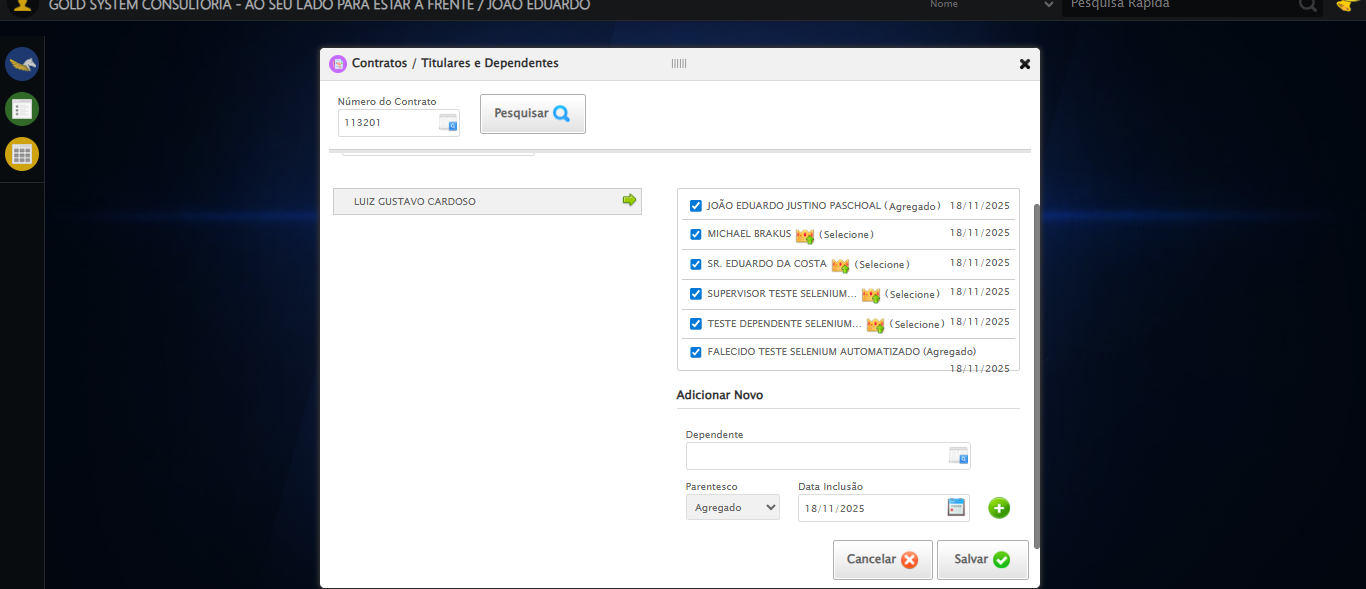 GOLD SYSTEM CONSULTORIA - AO SEU LADO PARA ESTAR À FRENTE / JOÃO EDUARDO
Nome
Pesquisa Rápida
Contratos / Titulares e Dependentes
Número do Contrato
113201
Pesquisar
LUIZ GUSTAVO CARDOSO
JOÃO EDUARDO JUSTINO PASCHOAL (Agregado) 18/11/2025
MICHAEL BRAKUS (Selecione) 18/11/2025
SR. EDUARDO DA COSTA (Selecione) 18/11/2025
SUPERVISOR TESTE SELENIUM... (Selecione) 18/11/2025
TESTE DEPENDENTE SELENIUM... (Selecione) 18/11/2025
FALECIDO TESTE SELENIUM AUTOMATIZADO (Agregado)
18/11/2025
Adicionar Novo
Dependente
Parentesco Data Inclusão
Agregado 18/11/2025
Cancelar Salvar